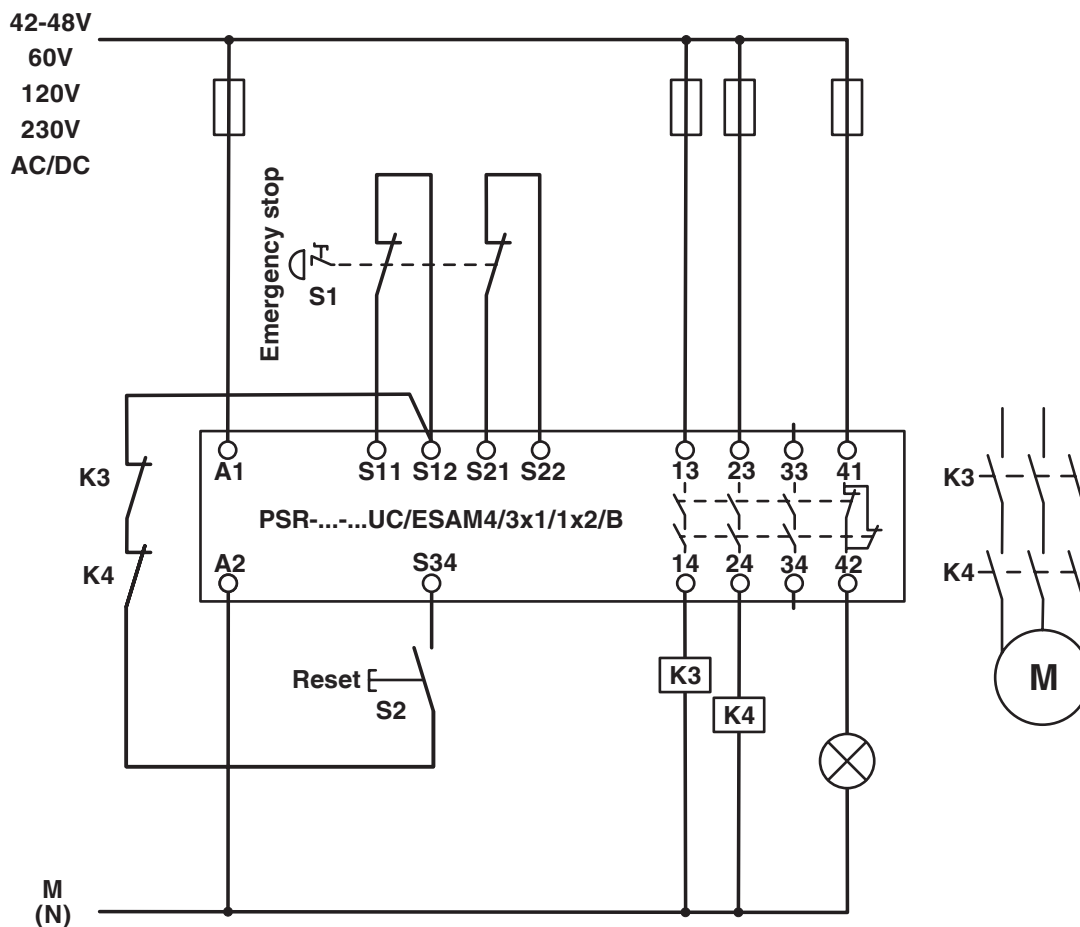 42-48V
60V
120V
230V
AC/DC
Emergency stop
S1
K3
K4
A1
S11 S12 S21 S22
13 23 33 41
PSR-...-...UC/ESAM4/3x1/1x2/B
A2
S34
14 24 34 42
K3
K4
M
Reset
S2
K3
K4
M
(N)